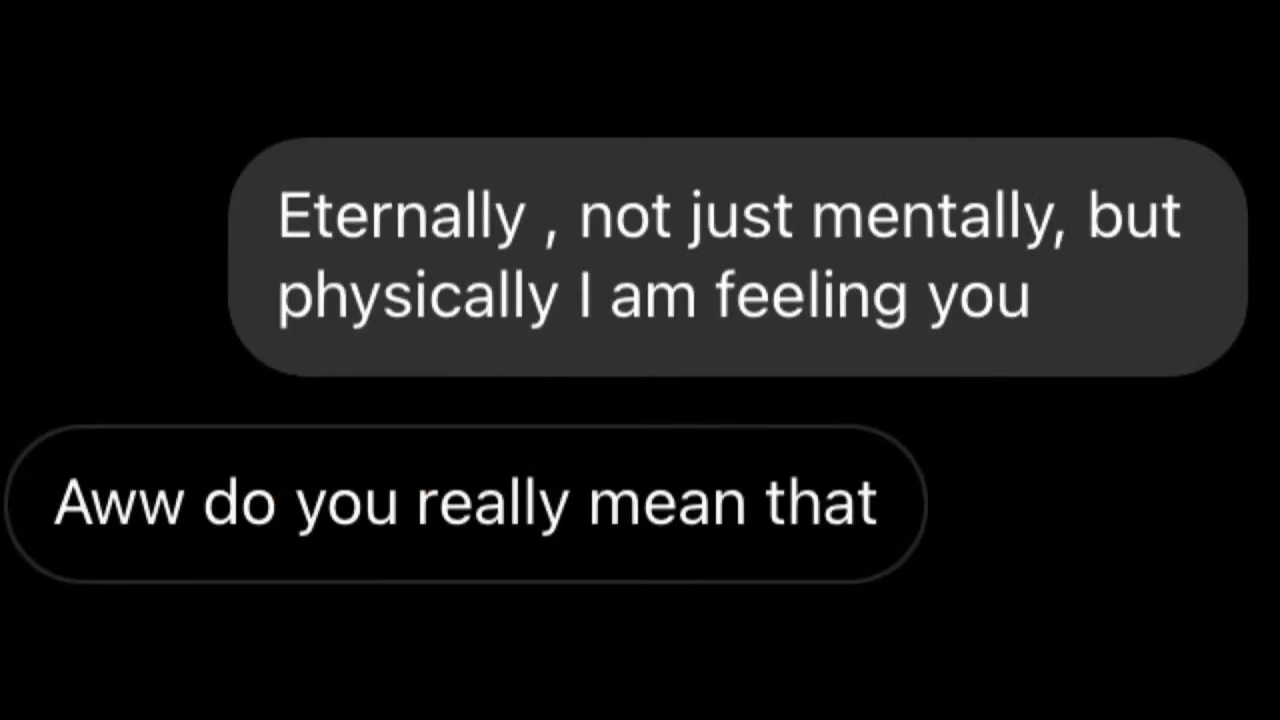 Eternally , not just mentally, but
physically I am feeling you
Aww do you really mean that